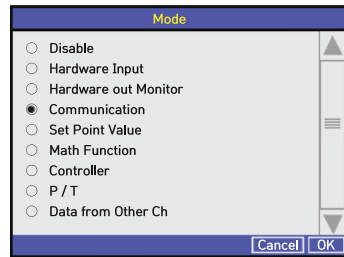 Mode
Disable
Hardware Input
Hardware out Monitor
Communication
Set Point Value
Math Function
Controller
P / T
Data from Other Ch
Cancel OK